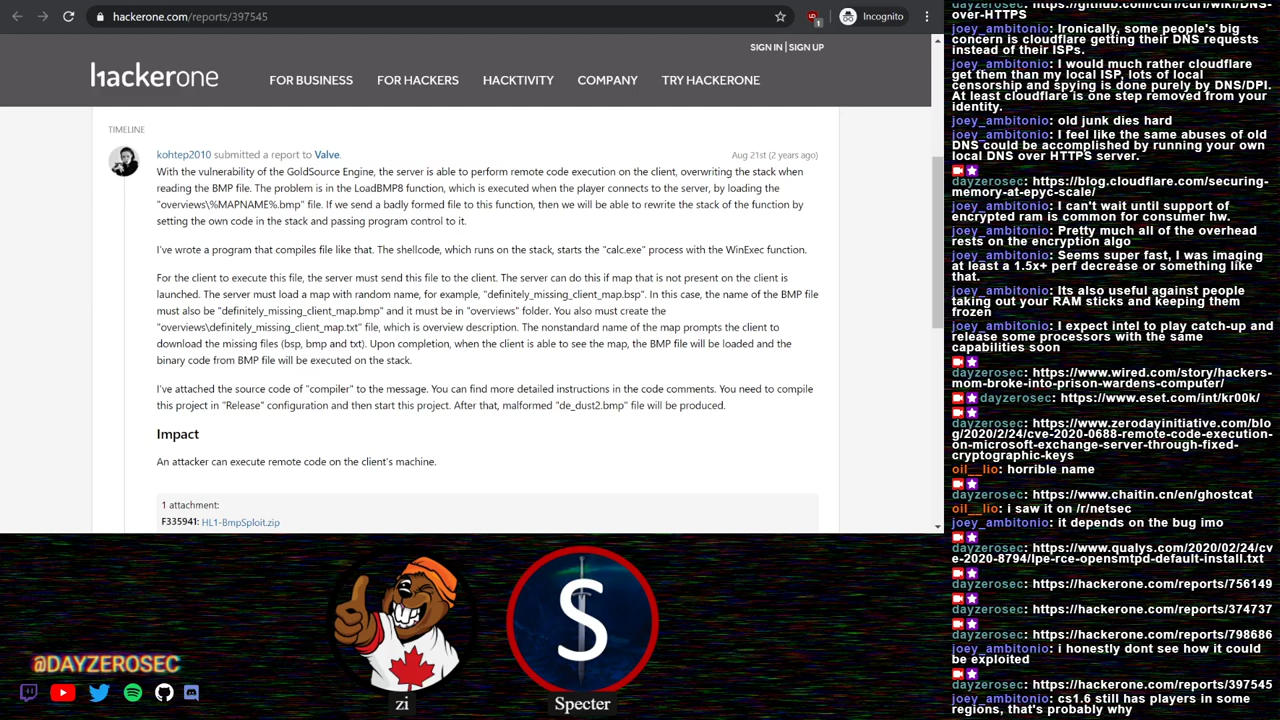 hackerone.com/reports/397545
Incognito
1
SIGN IN | SIGN UP
hackerone
FOR BUSINESS
FOR HACKERS
HACKTIVITY
COMPANY
TRY HACKERONE
TIMELINE
kohtep2010 submitted a report to Valve.
Aug 21st (2 years ago)
With the vulnerability of the GoldSource Engine, the server is able to perform remote code execution on the client, overwriting the stack when
reading the BMP file. The problem is in the LoadBMP8 function, which is executed when the player connects to the server, by loading the
"overviews\%MAPNAME%.bmp" file. If we send a badly formed file to this function, then we will be able to rewrite the stack of the function by
setting the own code in the stack and passing program control to it.
I've wrote a program that compiles file like that. The shellcode, which runs on the stack, starts the "calc.exe" process with the WinExec function.
For the client to execute this file, the server must send this file to the client. The server can do this if map that is not present on the client is
launched. The server must load a map with random name, for example, "definitely_missing_client_map.bsp". In this case, the name of the BMP file
must also be "definitely_missing_client_map.bmp" and it must be in "overviews" folder. You also must create the
"overviews\definitely_missing_client_map.txt" file, which is overview description. The nonstandard name of the map prompts the client to
download the missing files (bsp, bmp and txt). Upon completion, when the client is able to see the map, the BMP file will be loaded and the
binary code from BMP file will be executed on the stack.
I've attached the source code of "compiler" to the message. You can find more detailed instructions in the code comments. You need to compile
this project in "Release" configuration and then start this project. After that, malformed "de_dust2.bmp" file will be produced.
Impact
An attacker can execute remote code on the client's machine.
1 attachment:
F335941: HL1-BmpSploit.zip
dayzerosec: https://github.com/curl/curl/wiki/DNS-
over-HTTPS
joey_ambitonio: Ironically, some people's big
concern is cloudflare getting their DNS requests
instead of their ISPs.
joey_ambitonio: I would much rather cloudflare
get them than my local ISP, lots of local
censorship and spying is done purely by DNS/DPI.
At least cloudflare is one step removed from your
identity.
joey_ambitonio: old junk dies hard
joey_ambitonio: I feel like the same abuses of old
DNS could be accomplished by running your own
local DNS over HTTPS server.
dayzerosec: https://blog.cloudflare.com/securing-
memory-at-epyc-scale/
joey_ambitonio: I can't wait until support of
encrypted ram is common for consumer hw.
joey_ambitonio: Pretty much all of the overhead
rests on the encryption algo
joey_ambitonio: Seems super fast, I was imaging
at least a 1.5x+ perf decrease or something like
that.
joey_ambitonio: Its also useful against people
taking out your RAM sticks and keeping them
frozen
joey_ambitonio: I expect intel to play catch-up and
release some processors with the same
capabilities soon
dayzerosec: https://www.wired.com/story/hackers-
mom-broke-into-prison-wardens-computer/
dayzerosec: https://www.eset.com/int/kr00k/
dayzerosec:
https://www.zerodayinitiative.com/blo
g/2020/2/24/cve-2020-0688-remote-code-execution-
on-microsoft-exchange-server-through-fixed-
cryptographic-keys
oil__lio: horrible name
dayzerosec: https://www.chaitin.cn/en/ghostcat
oil__lio: i saw it on /r/netsec
joey_ambitonio: it depends on the bug imo
dayzerosec: https://www.qualys.com/2020/02/24/cv
e-2020-8794/lpe-rce-opensmtpd-default-install.txt
dayzerosec: https://hackerone.com/reports/756149
dayzerosec: https://hackerone.com/reports/374737
dayzerosec: https://hackerone.com/reports/798686
joey_ambitonio: i honestly dont see how it could
be exploited
dayzerosec: https://hackerone.com/reports/397545
joey_ambitonio: cs1.6 still has players in some
regions, that's probably why
@DAYZEROSEC
zi
S
Specter